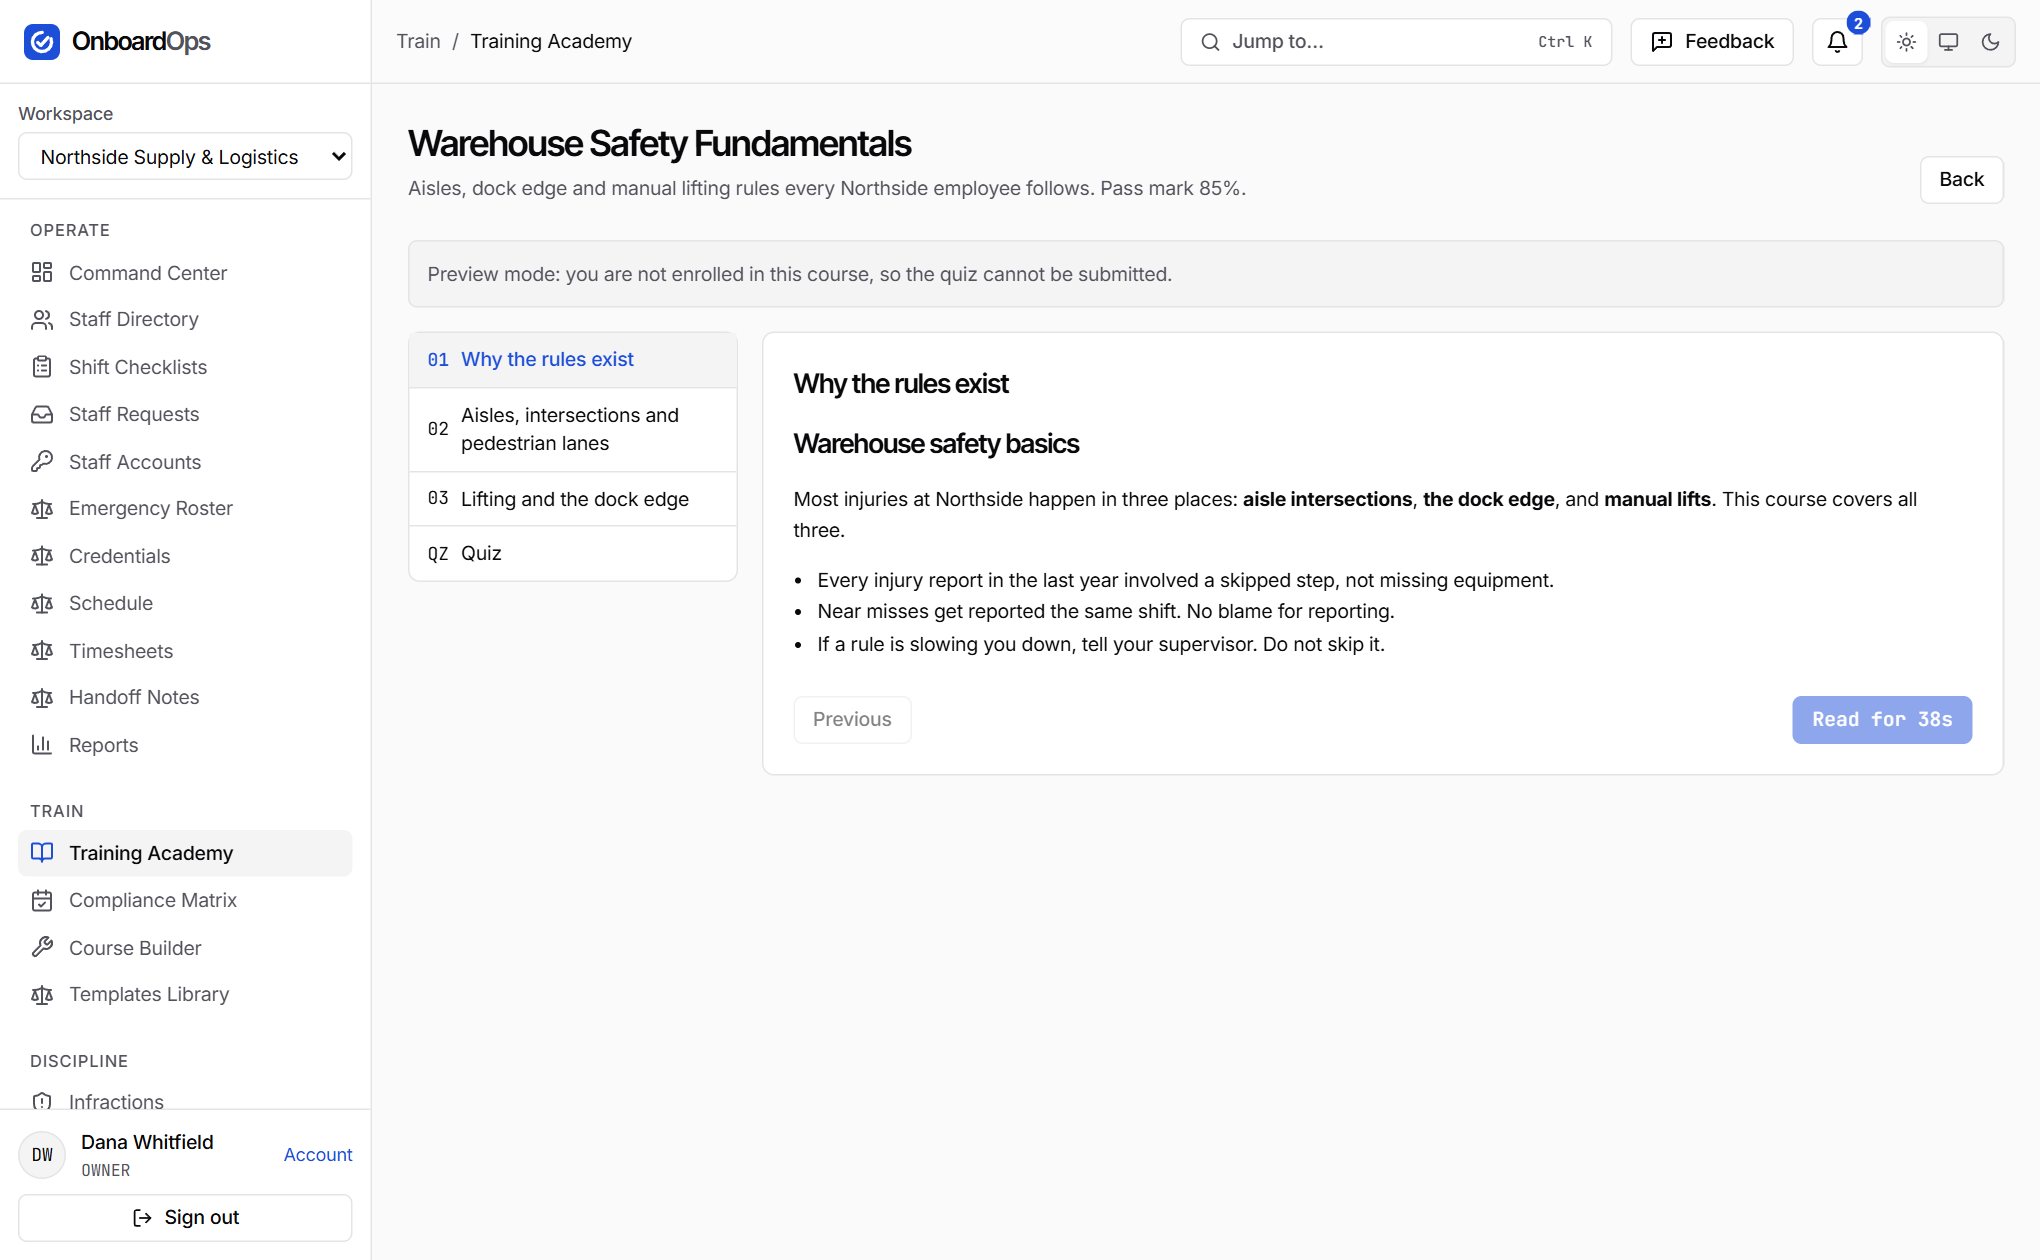 OnboardOps
Train / Training Academy
Jump to...
Ctrl K
Feedback
2
Workspace
Northside Supply & Logistics
OPERATE
Command Center
Staff Directory
Shift Checklists
Staff Requests
Staff Accounts
Emergency Roster
Credentials
Schedule
Timesheets
Handoff Notes
Reports
TRAIN
Training Academy
Compliance Matrix
Course Builder
Templates Library
DISCIPLINE
Infractions
DW
Dana Whitfield
OWNER
Account
Sign out
Warehouse Safety Fundamentals
Aisles, dock edge and manual lifting rules every Northside employee follows. Pass mark 85%.
Back
Preview mode: you are not enrolled in this course, so the quiz cannot be submitted.
01 Why the rules exist
02 Aisles, intersections and
pedestrian lanes
03 Lifting and the dock edge
QZ Quiz
Why the rules exist
Warehouse safety basics
Most injuries at Northside happen in three places: aisle intersections, the dock edge, and manual lifts. This course covers all
three.
• Every injury report in the last year involved a skipped step, not missing equipment.
• Near misses get reported the same shift. No blame for reporting.
• If a rule is slowing you down, tell your supervisor. Do not skip it.
Previous
Read for 38s